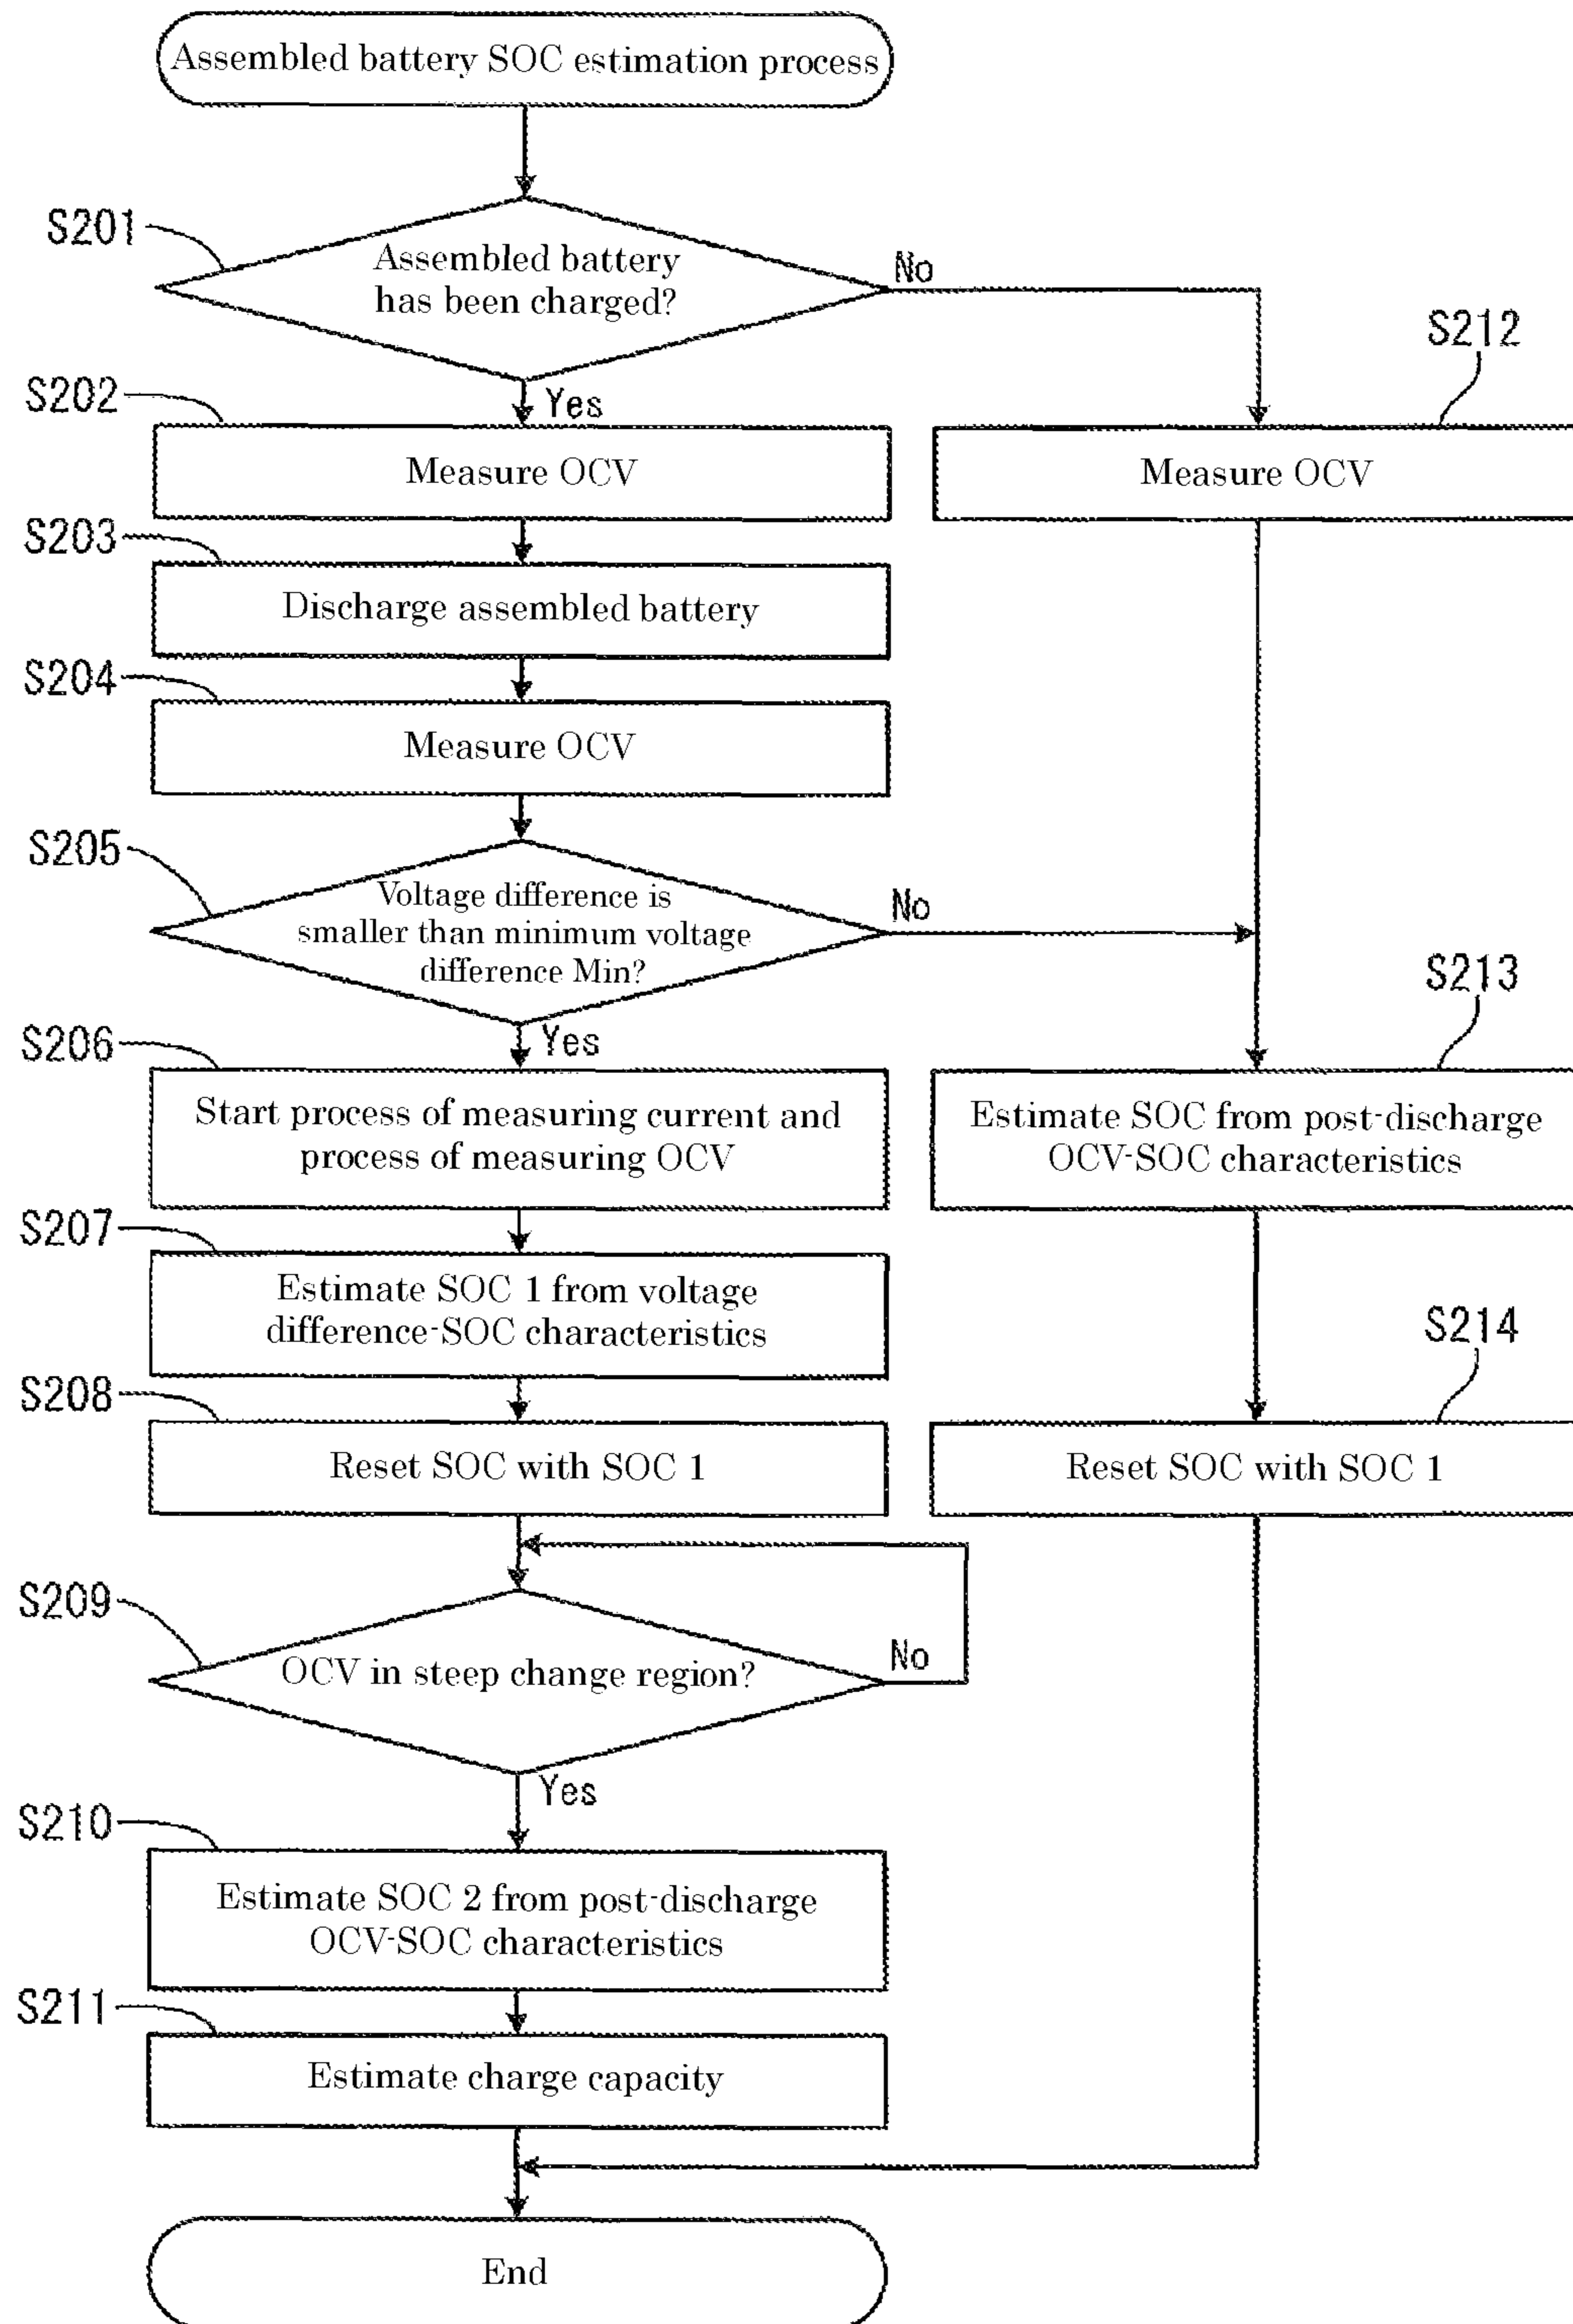 Assembled battery SOC estimation process
S201
Assembled battery
has been charged?
No
Yes
S212
S202
Measure OCV
Measure OCV
S203
Discharge assembled battery
S204
Measure OCV
S205
Voltage difference is
smaller than minimum voltage
difference Min?
No
Yes
S213
S206
Start process of measuring current and
process of measuring OCV
Estimate SOC from post-discharge
OCV-SOC characteristics
S207
Estimate SOC 1 from voltage
difference-SOC characteristics
S214
S208
Reset SOC with SOC 1
Reset SOC with SOC 1
S209
OCV in steep change region?
No
Yes
S210
Estimate SOC 2 from post-discharge
OCV-SOC characteristics
S211
Estimate charge capacity
End